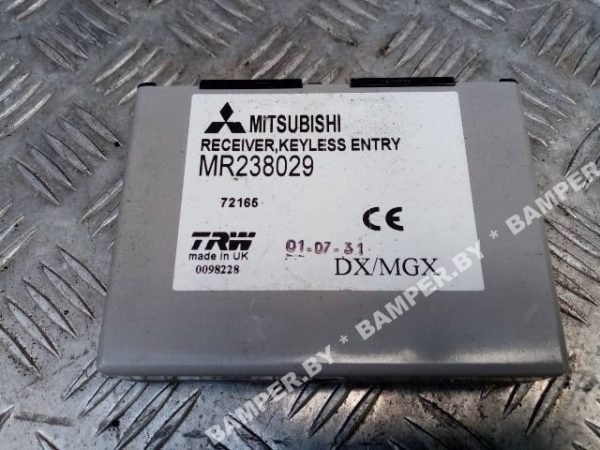 MITSUBISHI
RECEIVER,KEYLESS ENTRY
MR238029
72165
CE
TRW
made in UK
0098228
01.07.31
DX/MGX
BAMPER.BY * BAMPER.BY * BAMPER.BY